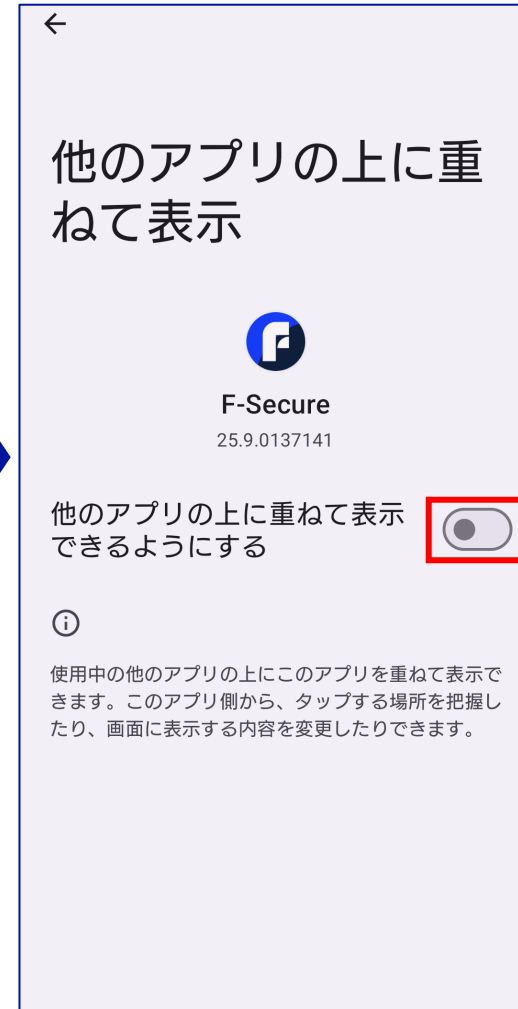 他のアプリの上に重
ねて表示
F-Secure
25.9.0137141
他のアプリの上に重ねて表示
できるようにする
使用中の他のアプリの上にこのアプリを重ねて表示で
きます。このアプリ側から、タップする場所を把握し
たり、画面に表示する内容を変更したりできます。